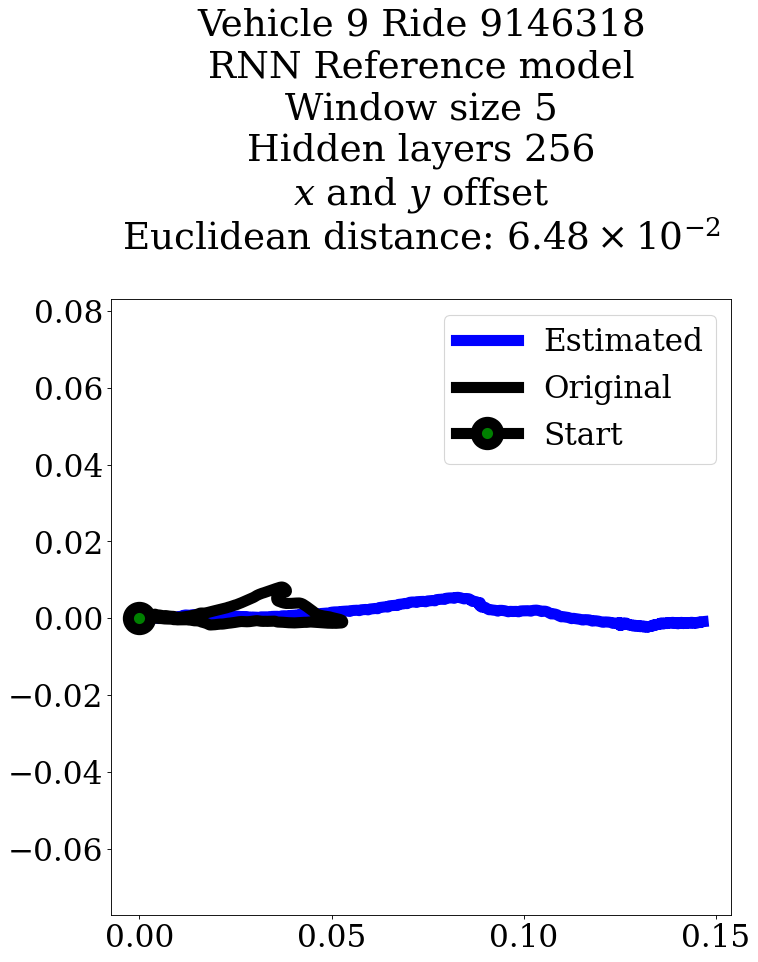 Vehicle 9 Ride 9146318
RNN Reference model
Window size 5
Hidden layers 256
x and y offset
Euclidean distance: 6.48 × 10⁻²
Estimated
Original
Start
0.08
0.06
0.04
0.02
0.00
−0.02
−0.04
−0.06
0.00 0.05 0.10 0.15